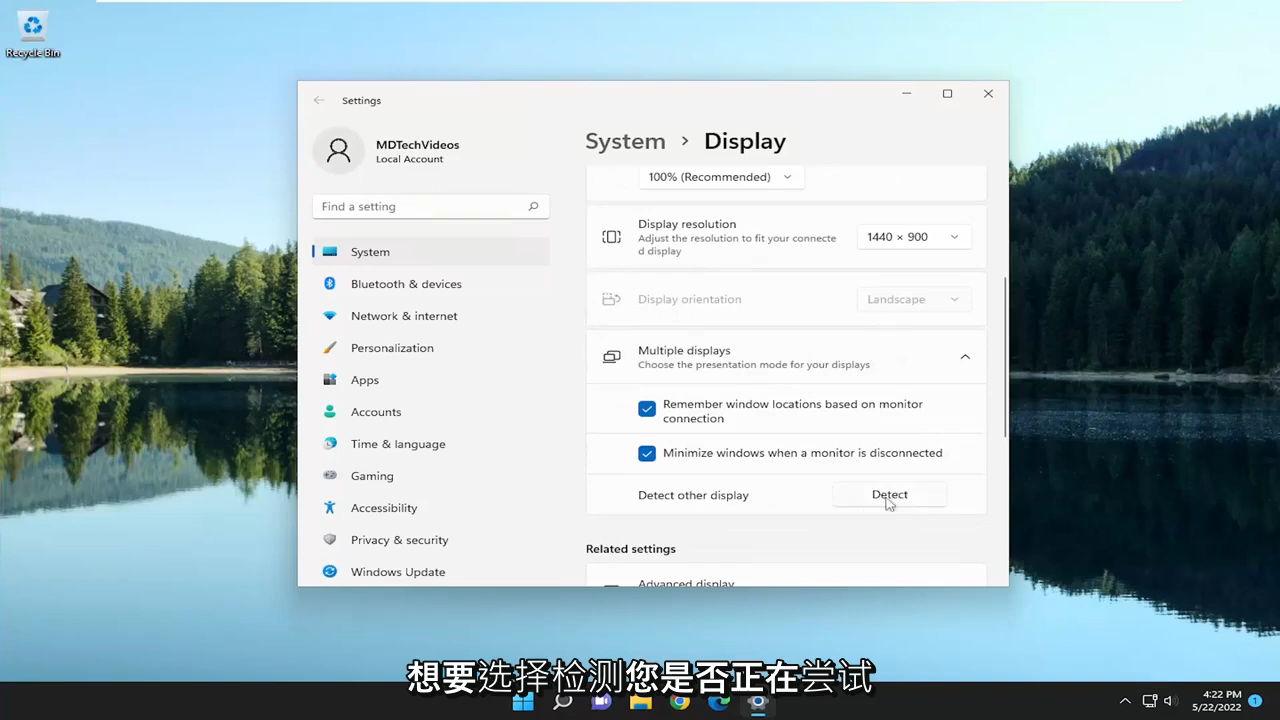 Recycle Bin
Settings
MDTechVideos
Local Account
Find a setting
System
Bluetooth & devices
Network & internet
Personalization
Apps
Accounts
Time & language
Gaming
Accessibility
Privacy & security
Windows Update
System › Display
100% (Recommended)
Display resolution
Adjust the resolution to fit your connecte
d display
1440 × 900
Display orientation
Landscape
Multiple displays
Choose the presentation mode for your displays
Remember window locations based on monitor
connection
Minimize windows when a monitor is disconnected
Detect other display
Detect
Related settings
Advanced display
想要选择检测您是否正在尝试
4:22 PM
5/22/2022
1